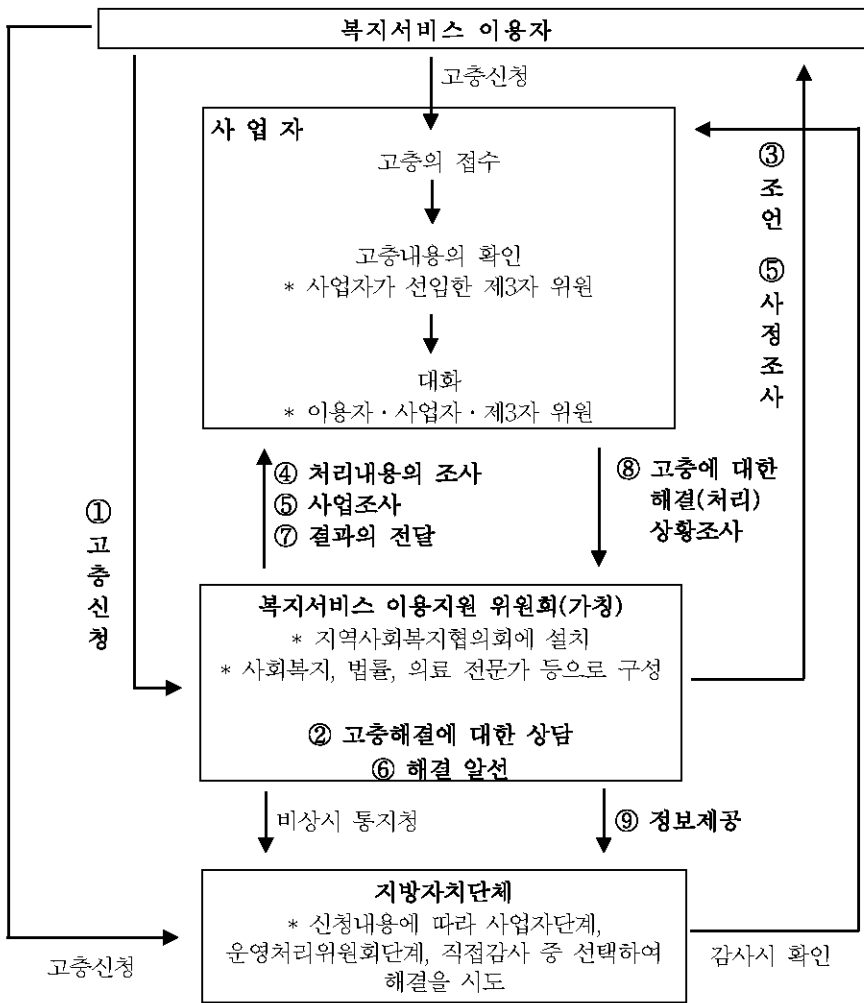 복지서비스 이용자
고충신청
사 업 자
고충의 접수
고충내용의 확인
* 사업자가 선임한 제3자 위원
대화
* 이용자·사업자·제3자 위원
③ 조언 ⑤ 사정조사
① 고충신청
④ 처리내용의 조사
⑤ 사업조사
⑦ 결과의 전달
⑧ 고충에 대한
해결(처리)
상황조사
복지서비스 이용지원 위원회(가칭)
* 지역사회복지협의회에 설치
* 사회복지, 법률, 의료 전문가 등으로 구성
② 고충해결에 대한 상담
⑥ 해결 알선
비상시 통지청
⑨ 정보제공
지방자치단체
* 신청내용에 따라 사업자단계,
운영처리위원회단계, 직접감사 중 선택하여
해결을 시도
고충신청
감사시 확인